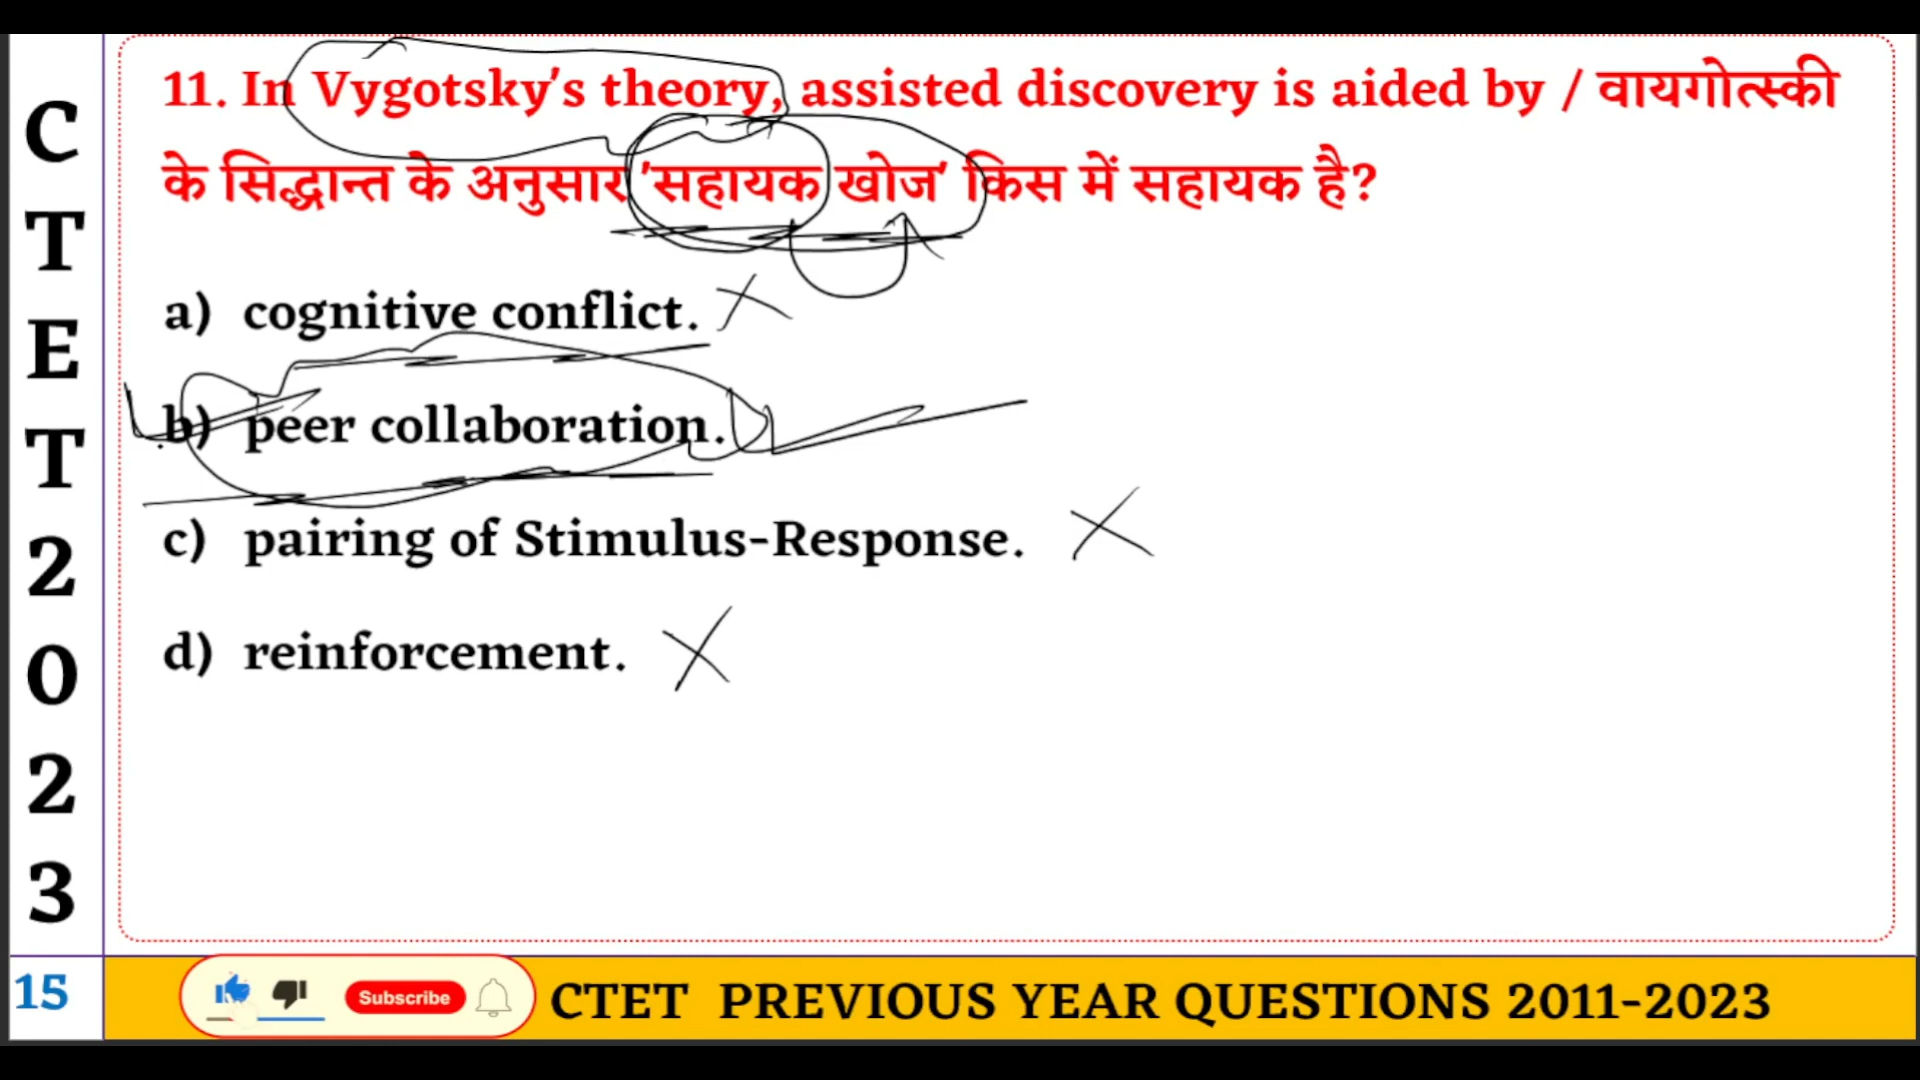 C
T
E
T
2
0
2
3
11. In Vygotsky's theory, assisted discovery is aided by / वायगोत्स्की
के सिद्धान्त के अनुसार 'सहायक खोज' किस में सहायक है?
a) cognitive conflict.
b) peer collaboration.
c) pairing of Stimulus-Response.
d) reinforcement.
15
Subscribe
CTET PREVIOUS YEAR QUESTIONS 2011-2023